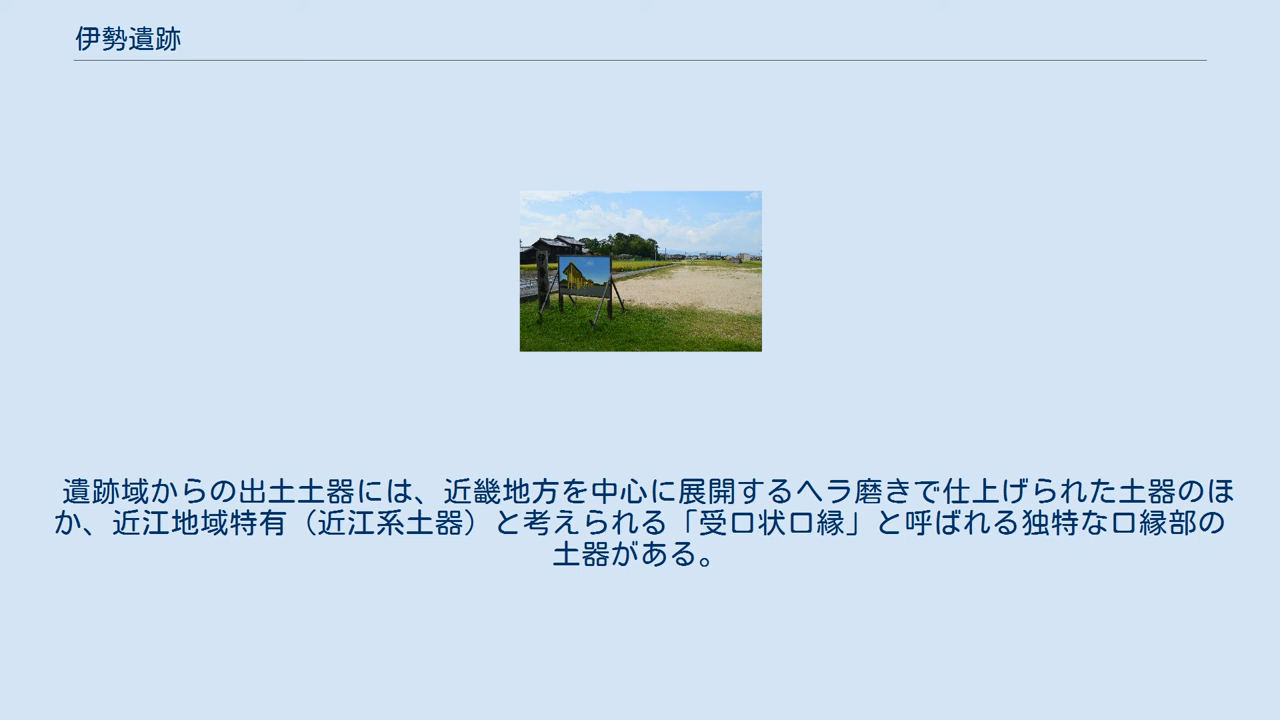 伊勢遺跡
遺跡域からの出土土器には、近畿地方を中心に展開するヘラ磨きで仕上げられた土器のほ
か、近江地域特有（近江系土器）と考えられる「受口状口縁」と呼ばれる独特な口縁部の
土器がある。